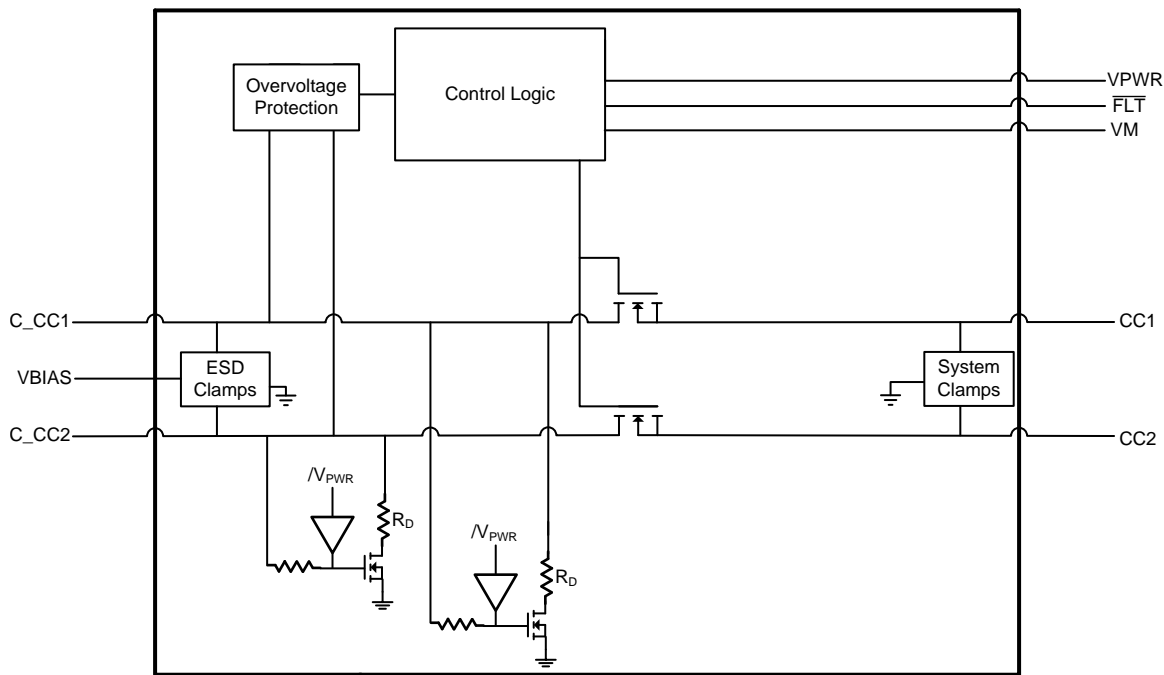 Overvoltage
Protection
Control Logic
VPWR
FLT
VM
C_CC1
CC1
ESD
Clamps
VBIAS
System
Clamps
C_CC2
CC2
/VPWR
RD
/VPWR
RD